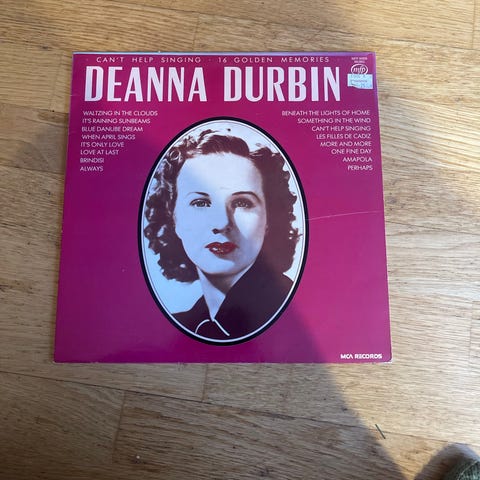 · CAN'T HELP SINGING · 16 GOLDEN MEMORIES
DEANNA DURBIN
mfp
WALTZING IN THE CLOUDS
IT'S RAINING SUNBEAMS
BLUE DANUBE DREAM
WHEN APRIL SINGS
IT'S ONLY LOVE
LOVE AT LAST
BRINDISI
ALWAYS
BENEATH THE LIGHTS OF HOME
SOMETHING IN THE WIND
CAN'T HELP SINGING
LES FILLES DE CADIZ
MORE AND MORE
ONE FINE DAY
AMAPOLA
PERHAPS
MCA RECORDS